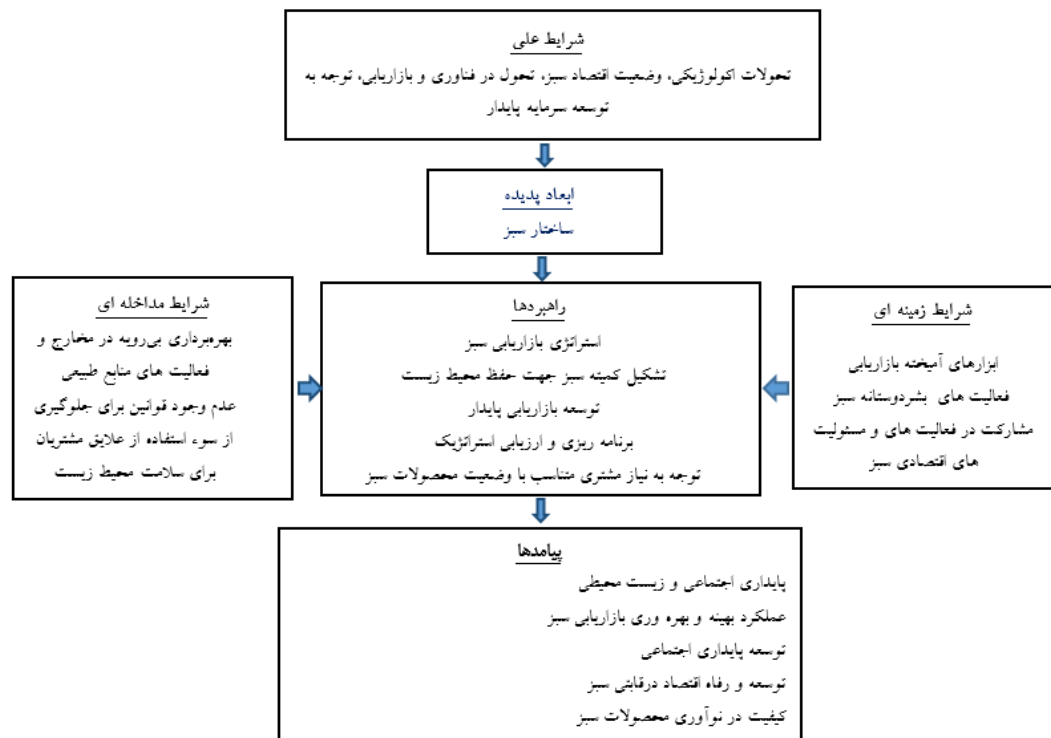 شرایط علی
تحولات اکولوژیکی، وضعیت اقتصاد سبز، تحول در فناوری و بازاریابی، توجه به
توسعه سرمایه پایدار
ابعاد پدیده
ساختار سبز
شرایط زمینه ای
ابزارهای آمیخته بازاریابی
فعالیت های بشردوستانه سبز
مشارکت در فعالیت های و مسئولیت
های اقتصادی سبز
راهبردها
استراتژی بازاریابی سبز
تشکیل کمیته سبز جهت حفظ محیط زیست
توسعه بازاریابی پایدار
برنامه ریزی و ارزیابی استراتژیک
توجه به نیاز مشتری متناسب با وضعیت محصولات سبز
شرایط مداخله ای
بهره‌برداری بی‌رویه در مخارج و
فعالیت های منابع طبیعی
عدم وجود قوانین برای جلوگیری
از سوء استفاده از علایق مشتریان
برای سلامت محیط زیست
پیامدها
پایداری اجتماعی و زیست محیطی
عملکرد بهینه و بهره وری بازاریابی سبز
توسعه پایداری اجتماعی
توسعه و رفاه اقتصاد درقابتی سبز
کیفیت در نوآوری محصولات سبز